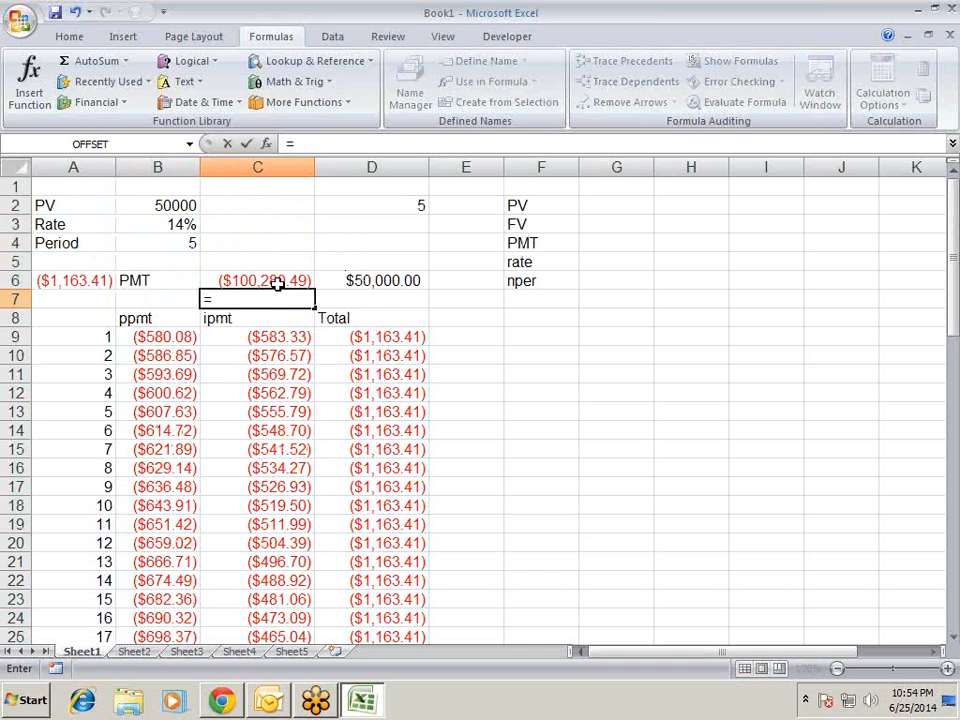 Book1 - Microsoft Excel
Home Insert Page Layout Formulas Data Review View Developer
AutoSum Logical Lookup & Reference Define Name Trace Precedents Show Formulas
Recently Used Text Math & Trig Use in Formula Trace Dependents Error Checking
Financial Date & Time More Functions Create from Selection Remove Arrows Evaluate Formula
Insert Function Name Manager Watch Window Calculation Options
Function Library Defined Names Formula Auditing Calculation
OFFSET fx =
A B C D E F G H I J K
1
2 PV 50000 5 PV
3 Rate 14% FV
4 Period 5 PMT
5 rate
6 ($1,163.41) PMT $50,000.00 nper
7 =
8 ppmt ipmt Total
9 1 ($580.08) ($583.33) ($1,163.41)
10 2 ($586.85) ($576.57) ($1,163.41)
11 3 ($593.69) ($569.72) ($1,163.41)
12 4 ($600.62) ($562.79) ($1,163.41)
13 5 ($607.63) ($555.79) ($1,163.41)
14 6 ($614.72) ($548.70) ($1,163.41)
15 7 ($621.89) ($541.52) ($1,163.41)
16 8 ($629.14) ($534.27) ($1,163.41)
17 9 ($636.48) ($526.93) ($1,163.41)
18 10 ($643.91) ($519.50) ($1,163.41)
19 11 ($651.42) ($511.99) ($1,163.41)
20 12 ($659.02) ($504.39) ($1,163.41)
21 13 ($666.71) ($496.70) ($1,163.41)
22 14 ($674.49) ($488.92) ($1,163.41)
23 15 ($682.36) ($481.06) ($1,163.41)
24 16 ($690.32) ($473.09) ($1,163.41)
25 17 ($698.37) ($465.04) ($1,163.41)
Sheet1 Sheet2 Sheet3 Sheet4 Sheet5
Enter 100%
Start 10:54 PM
6/25/2014